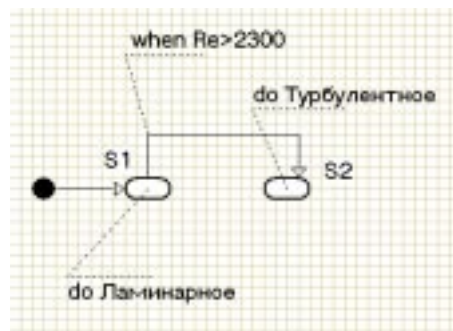 when Re>2300
do Турбулентное
S1
S2
do Ламинарное